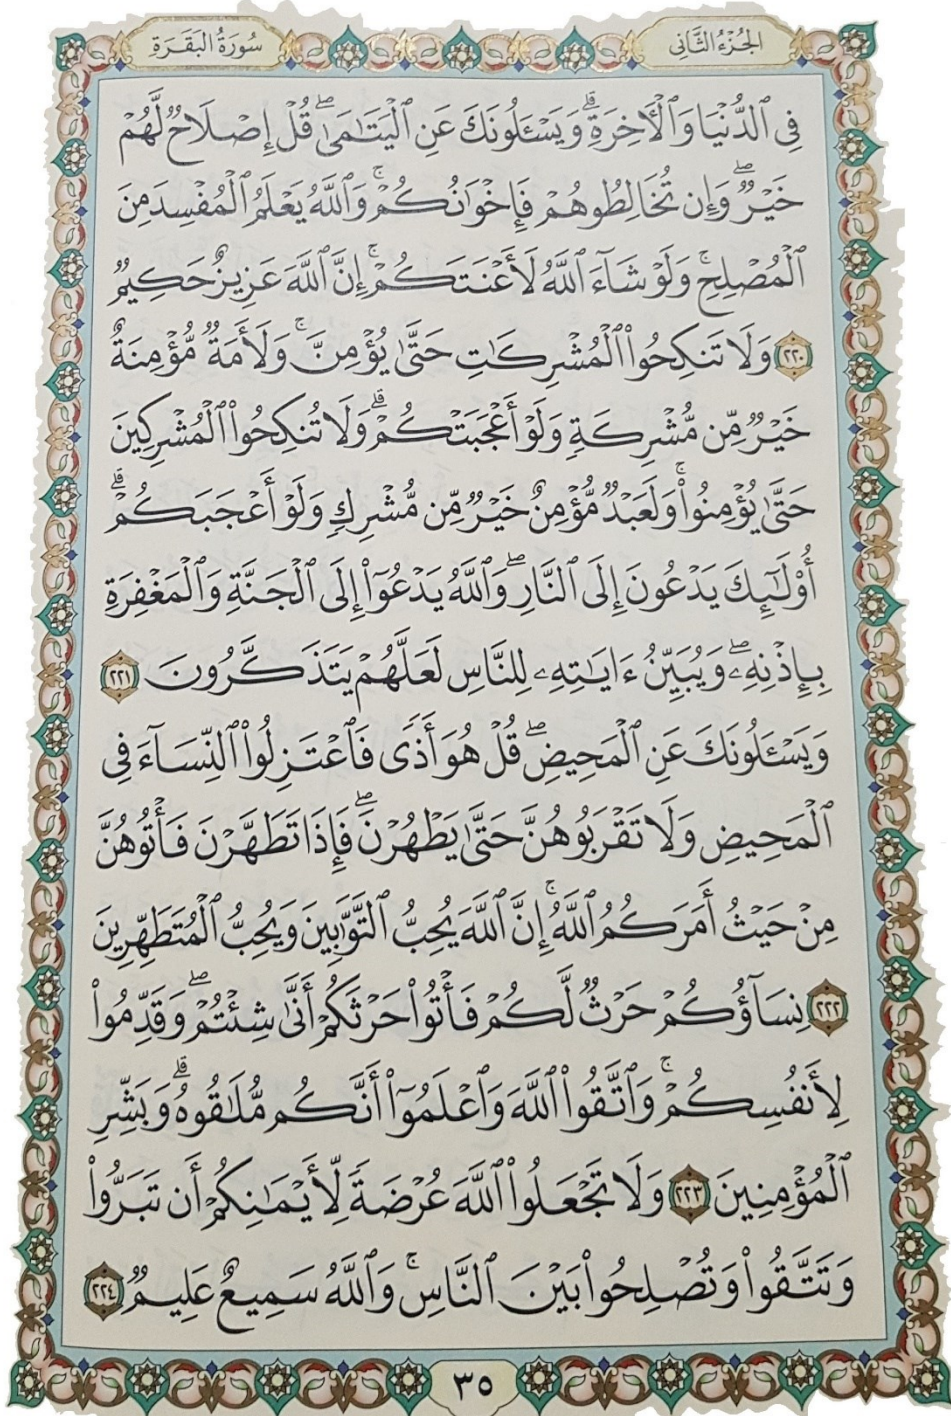 الجُزْءُ الثَّانِي
سُورَةُ البَقَرَةِ
فِي ٱلدُّنۡيَا وَٱلۡأٓخِرَةِۗ وَيَسۡـَٔلُونَكَ عَنِ ٱلۡيَتَٰمَىٰۖ قُلۡ إِصۡلَاحٞ لَّهُمۡ
خَيۡرٞۖ وَإِن تُخَالِطُوهُمۡ فَإِخۡوَٰنُكُمۡۚ وَٱللَّهُ يَعۡلَمُ ٱلۡمُفۡسِدَ مِنَ
ٱلۡمُصۡلِحِۚ وَلَوۡ شَآءَ ٱللَّهُ لَأَعۡنَتَكُمۡۚ إِنَّ ٱللَّهَ عَزِيزٌ حَكِيمٞ
٢٢٠ وَلَا تَنكِحُواْ ٱلۡمُشۡرِكَٰتِ حَتَّىٰ يُؤۡمِنَّۚ وَلَأَمَةٞ مُّؤۡمِنَةٌ
خَيۡرٞ مِّن مُّشۡرِكَةٖ وَلَوۡ أَعۡجَبَتۡكُمۡۗ وَلَا تُنكِحُواْ ٱلۡمُشۡرِكِينَ
حَتَّىٰ يُؤۡمِنُواْۚ وَلَعَبۡدٞ مُّؤۡمِنٌ خَيۡرٞ مِّن مُّشۡرِكٖ وَلَوۡ أَعۡجَبَكُمۡۗ
أُوْلَٰٓئِكَ يَدۡعُونَ إِلَى ٱلنَّارِۖ وَٱللَّهُ يَدۡعُوٓاْ إِلَى ٱلۡجَنَّةِ وَٱلۡمَغۡفِرَةِ
بِإِذۡنِهِۦۖ وَيُبَيِّنُ ءَايَٰتِهِۦ لِلنَّاسِ لَعَلَّهُمۡ يَتَذَكَّرُونَ ٢٢١
وَيَسۡـَٔلُونَكَ عَنِ ٱلۡمَحِيضِۖ قُلۡ هُوَ أَذٗى فَٱعۡتَزِلُواْ ٱلنِّسَآءَ فِي
ٱلۡمَحِيضِ وَلَا تَقۡرَبُوهُنَّ حَتَّىٰ يَطۡهُرۡنَۖ فَإِذَا تَطَهَّرۡنَ فَأۡتُوهُنَّ
مِنۡ حَيۡثُ أَمَرَكُمُ ٱللَّهُۚ إِنَّ ٱللَّهَ يُحِبُّ ٱلتَّوَّٰبِينَ وَيُحِبُّ ٱلۡمُتَطَهِّرِينَ
٢٢٢ نِسَآؤُكُمۡ حَرۡثٞ لَّكُمۡ فَأۡتُواْ حَرۡثَكُمۡ أَنَّىٰ شِئۡتُمۡۖ وَقَدِّمُواْ
لِأَنفُسِكُمۡۚ وَٱتَّقُواْ ٱللَّهَ وَٱعۡلَمُوٓاْ أَنَّكُم مُّلَٰقُوهُۗ وَبَشِّرِ
ٱلۡمُؤۡمِنِينَ ٢٢٣ وَلَا تَجۡعَلُواْ ٱللَّهَ عُرۡضَةٗ لِّأَيۡمَٰنِكُمۡ أَن تَبَرُّواْ
وَتَتَّقُواْ وَتُصۡلِحُواْ بَيۡنَ ٱلنَّاسِۚ وَٱللَّهُ سَمِيعٌ عَلِيمٞ ٢٢٤
٣٥